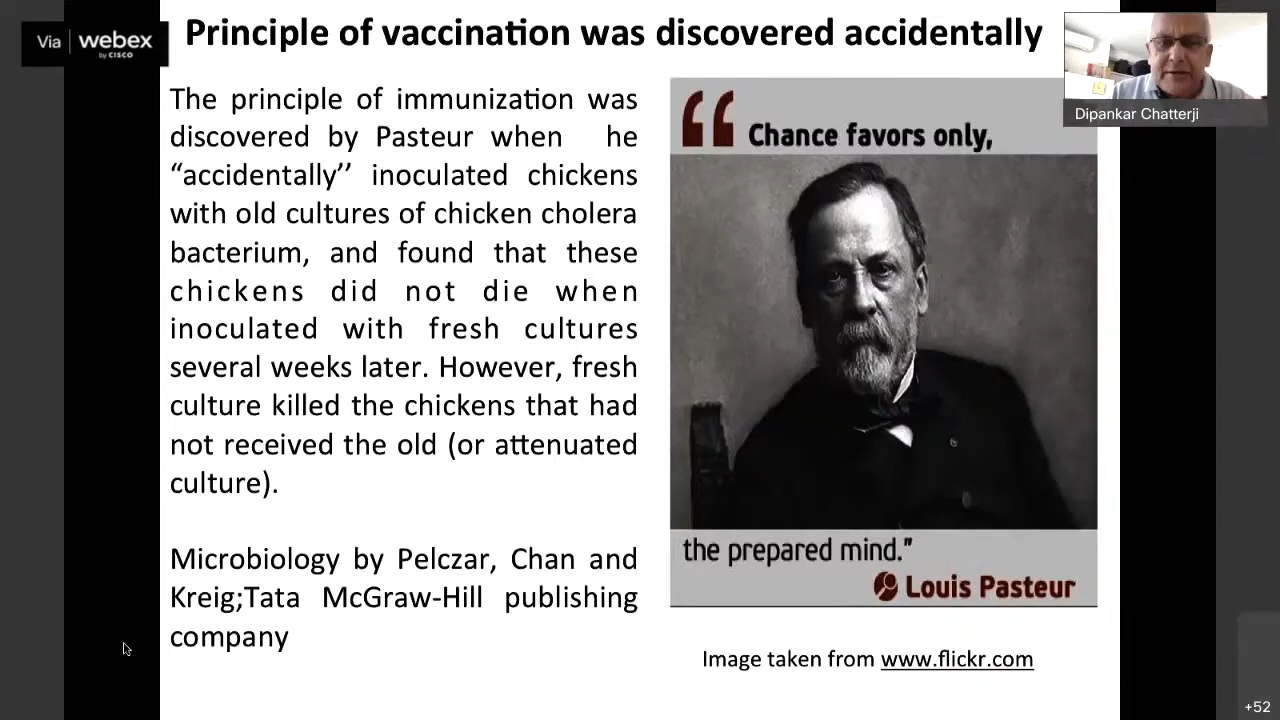 Via webex
by CISCO
Principle of vaccination was discovered accidentally
Dipankar Chatterji
The principle of immunization was
discovered by Pasteur when he
“accidentally’’ inoculated chickens
with old cultures of chicken cholera
bacterium, and found that these
chickens did not die when
inoculated with fresh cultures
several weeks later. However, fresh
culture killed the chickens that had
not received the old (or attenuated
culture).
Microbiology by Pelczar, Chan and
Kreig;Tata McGraw-Hill publishing
company
“ Chance favors only,
the prepared mind."
Louis Pasteur
Image taken from www.flickr.com
+52